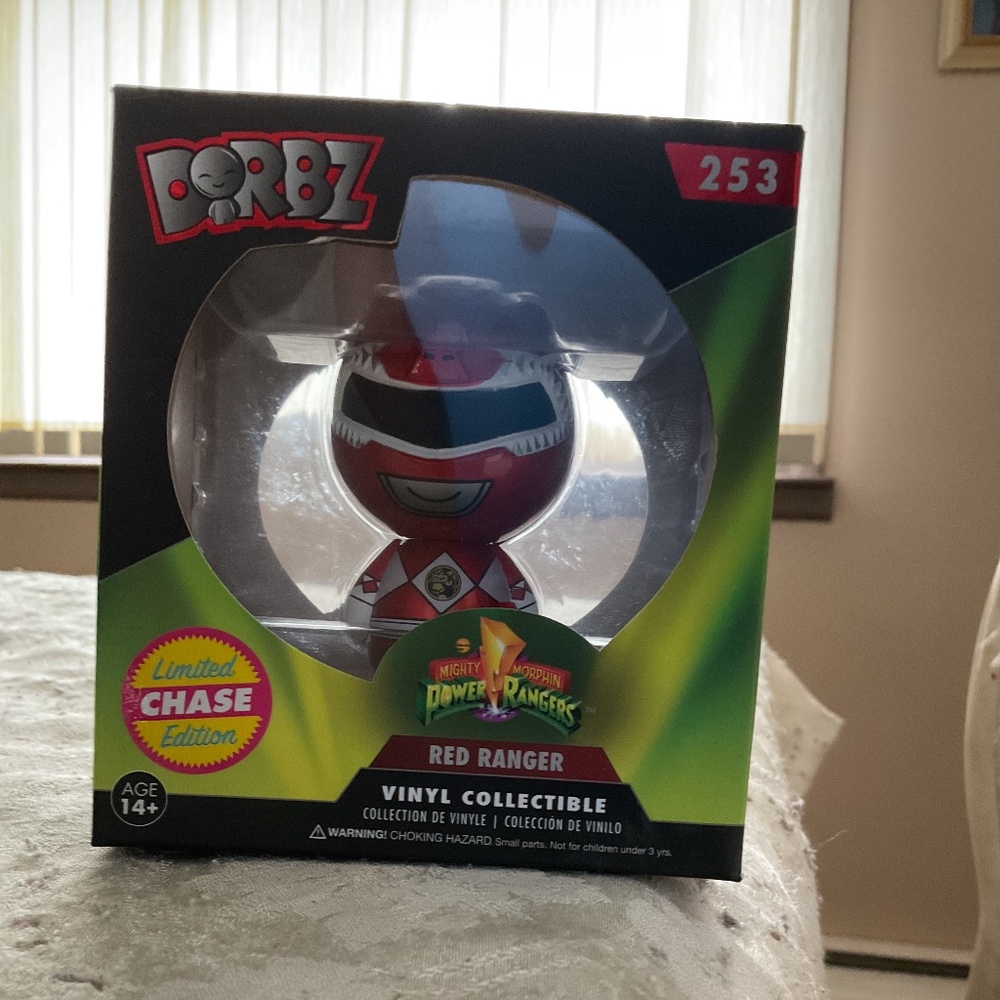 DORBZ
253
Limited
CHASE
Edition
MIGHTY MORPHIN
POWER RANGERS
TM
RED RANGER
VINYL COLLECTIBLE
COLLECTION DE VINYLE | COLECCIÓN DE VINILO
AGE
14+
⚠ WARNING! CHOKING HAZARD. Small parts. Not for children under 3 yrs.